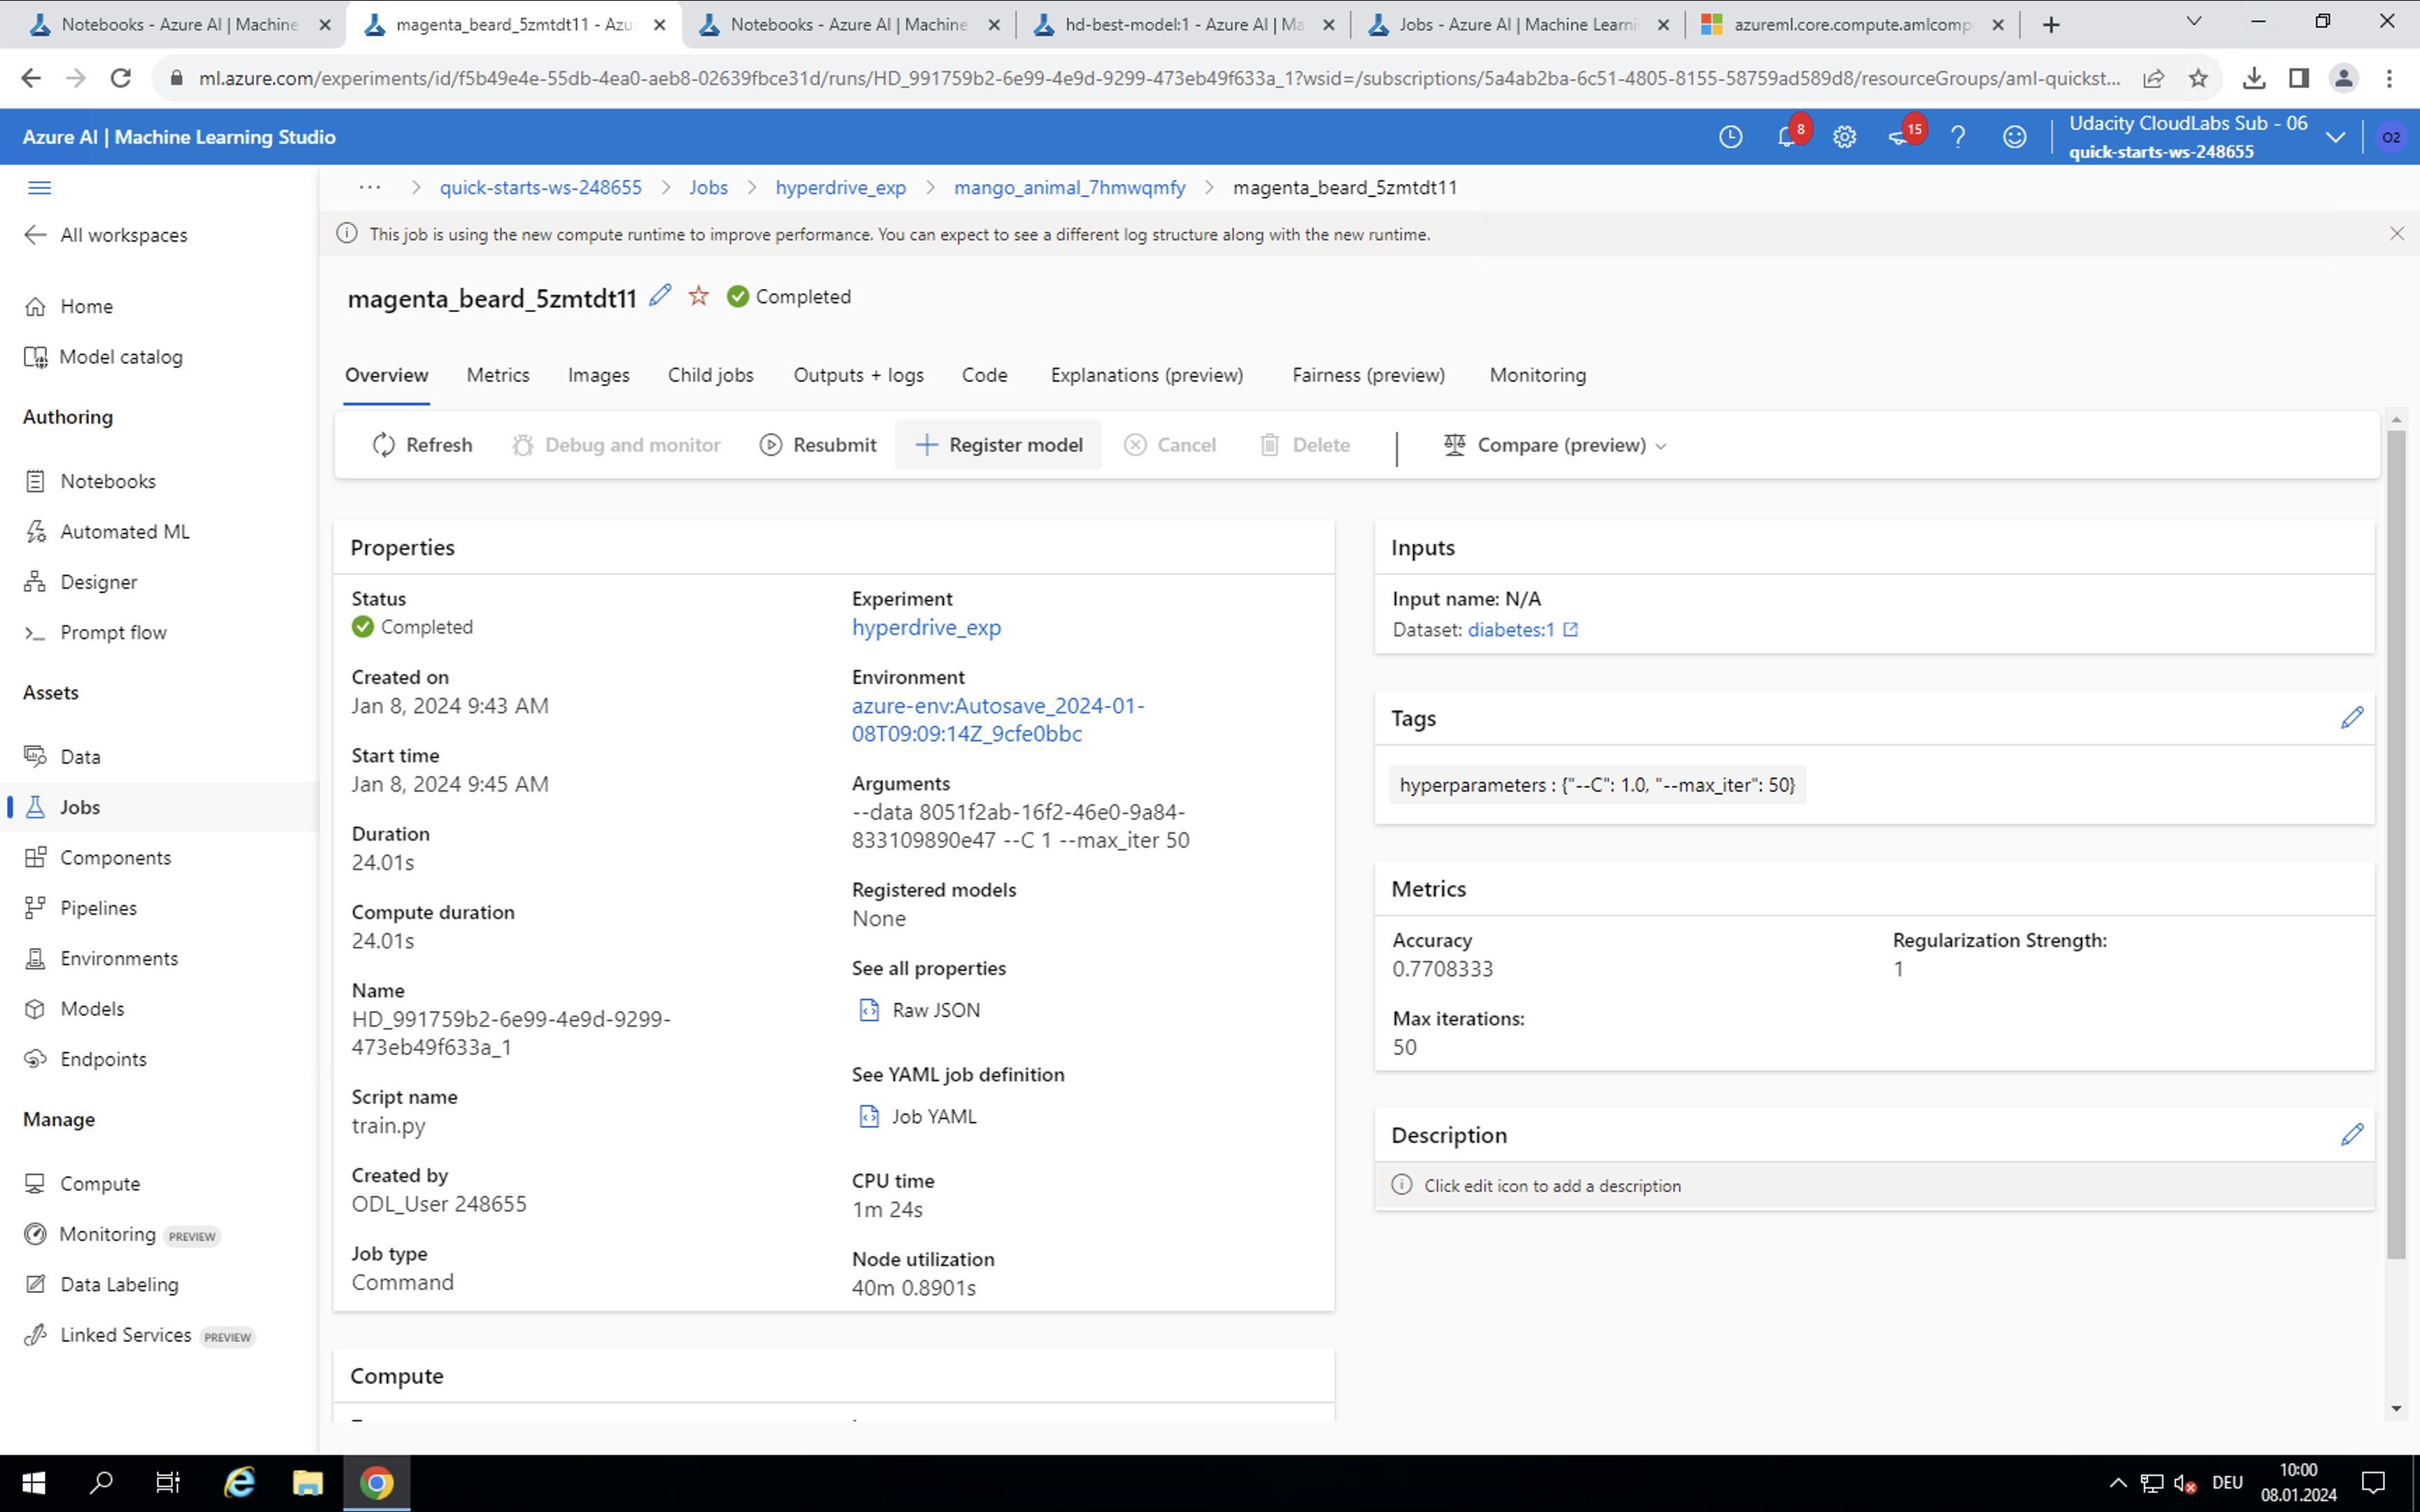 Notebooks - Azure AI | Machine
magenta_beard_5zmtdt11 - Azu
Notebooks - Azure AI | Machine
hd-best-model:1 - Azure AI | Ma
Jobs - Azure AI | Machine Learni
azureml.core.compute.amlcomp
ml.azure.com/experiments/id/f5b49e4e-55db-4ea0-aeb8-02639fbce31d/runs/HD_991759b2-6e99-4e9d-9299-473eb49f633a_1?wsid=/subscriptions/5a4ab2ba-6c51-4805-8155-58759ad589d8/resourceGroups/aml-quickst...
Azure AI | Machine Learning Studio
8
15
Udacity CloudLabs Sub - 06
quick-starts-ws-248655
O2
All workspaces
Home
Model catalog
Authoring
Notebooks
Automated ML
Designer
Prompt flow
Assets
Data
Jobs
Components
Pipelines
Environments
Models
Endpoints
Manage
Compute
Monitoring PREVIEW
Data Labeling
Linked Services PREVIEW
... > quick-starts-ws-248655 > Jobs > hyperdrive_exp > mango_animal_7hmwqmfy > magenta_beard_5zmtdt11
This job is using the new compute runtime to improve performance. You can expect to see a different log structure along with the new runtime.
magenta_beard_5zmtdt11 Completed
Overview Metrics Images Child jobs Outputs + logs Code Explanations (preview) Fairness (preview) Monitoring
Refresh Debug and monitor Resubmit Register model Cancel Delete | Compare (preview)
Properties
Status
Completed
Created on
Jan 8, 2024 9:43 AM
Start time
Jan 8, 2024 9:45 AM
Duration
24.01s
Compute duration
24.01s
Name
HD_991759b2-6e99-4e9d-9299-
473eb49f633a_1
Script name
train.py
Created by
ODL_User 248655
Job type
Command
Experiment
hyperdrive_exp
Environment
azure-env:Autosave_2024-01-
08T09:09:14Z_9cfe0bbc
Arguments
--data 8051f2ab-16f2-46e0-9a84-
833109890e47 --C 1 --max_iter 50
Registered models
None
See all properties
Raw JSON
See YAML job definition
Job YAML
CPU time
1m 24s
Node utilization
40m 0.8901s
Compute
Inputs
Input name: N/A
Dataset: diabetes:1
Tags
hyperparameters : {"--C": 1.0, "--max_iter": 50}
Metrics
Accuracy
0.7708333
Regularization Strength:
1
Max iterations:
50
Description
Click edit icon to add a description
DEU
10:00
08.01.2024